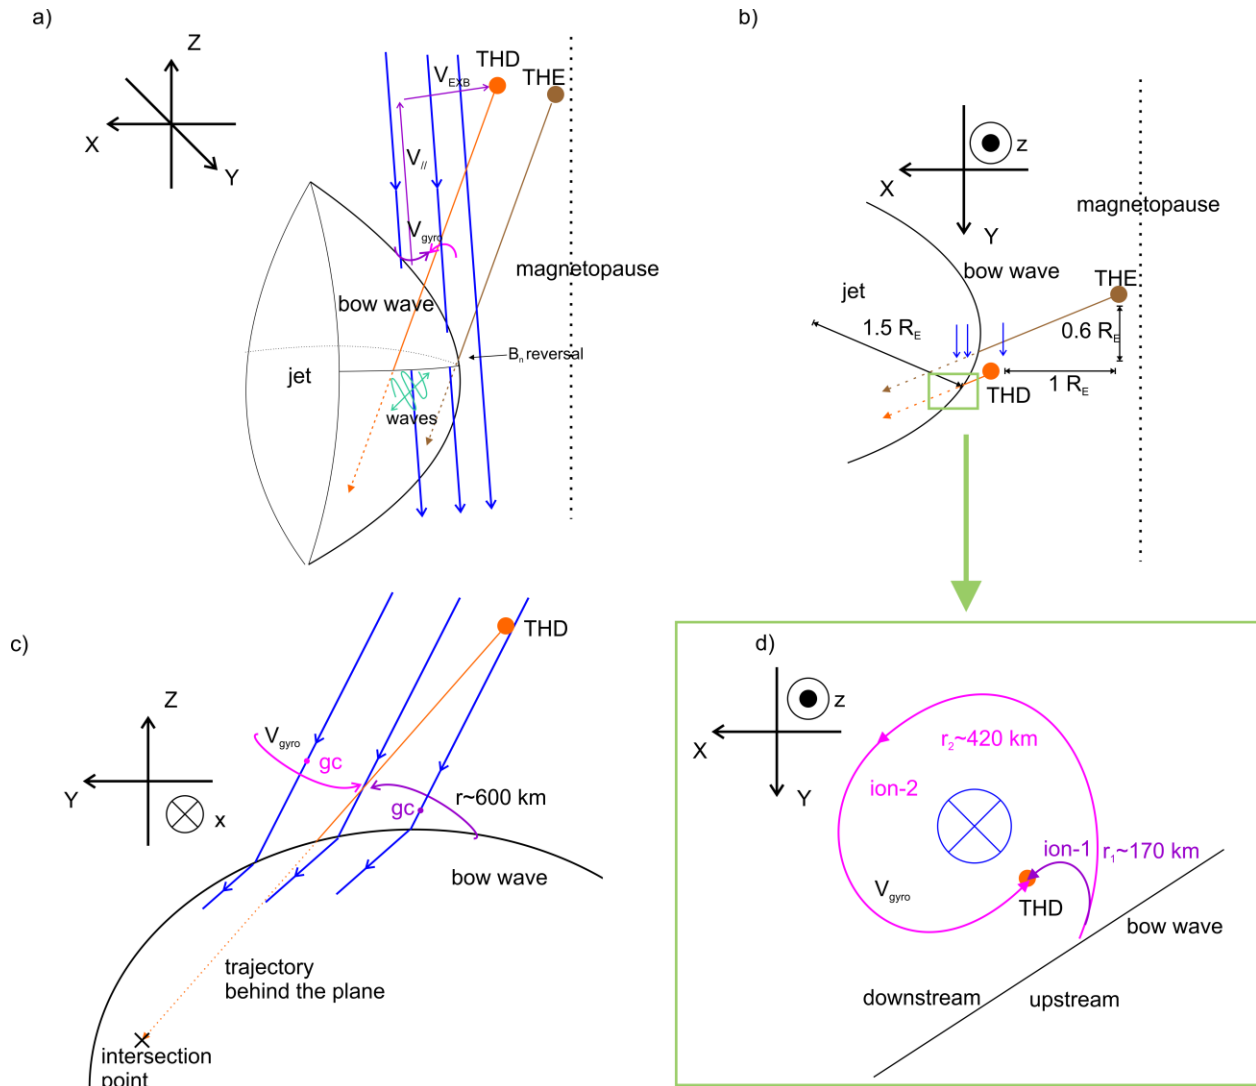 a)
Z
X
Y
THD
THE
V_EXB
V_//
V_gyro
magnetopause
bow wave
B_n reversal
jet
waves
b)
z
X
Y
magnetopause
bow wave
THE
jet
1.5 R_E
0.6 R_E
THD
1 R_E
c)
Z
Y
x
THD
V_gyro
gc
gc
r~600 km
bow wave
trajectory
behind the plane
intersection
point
d)
z
X
Y
r_2~420 km
ion-2
ion-1
r_1~170 km
V_gyro
THD
bow wave
downstream
upstream